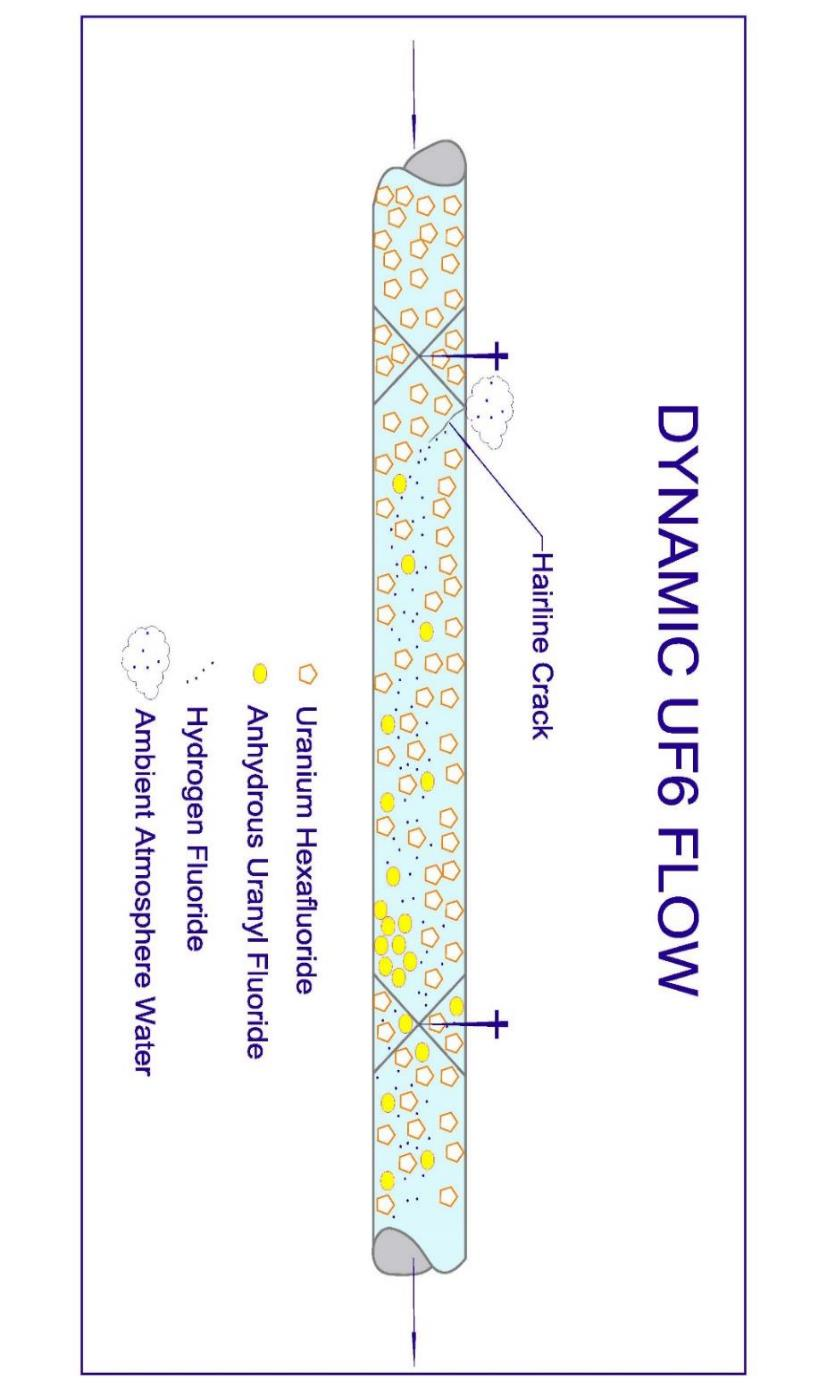 DYNAMIC UF6 FLOW
Hairline Crack
Uranium Hexafluoride
Anhydrous Uranyl Fluoride
Hydrogen Fluoride
Ambient Atmosphere Water